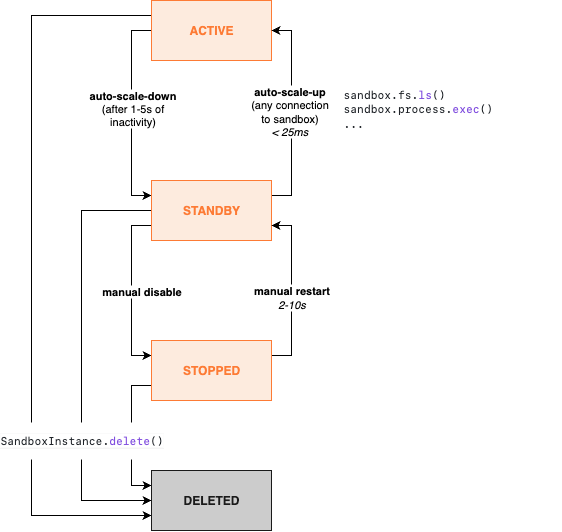 ACTIVE
auto-scale-down
(after 1-5s of
inactivity)
auto-scale-up
(any connection
to sandbox)
< 25ms
sandbox.fs.ls()
sandbox.process.exec()
...
STANDBY
manual disable
manual restart
2-10s
STOPPED
SandboxInstance.delete()
DELETED